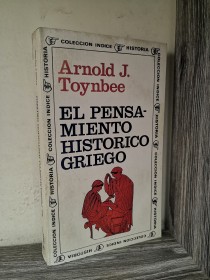 COLECCION INDICE HISTORIA
Arnold J.
Toynbee
EL PENSA-
MIENTO
HISTORICO
GRIEGO